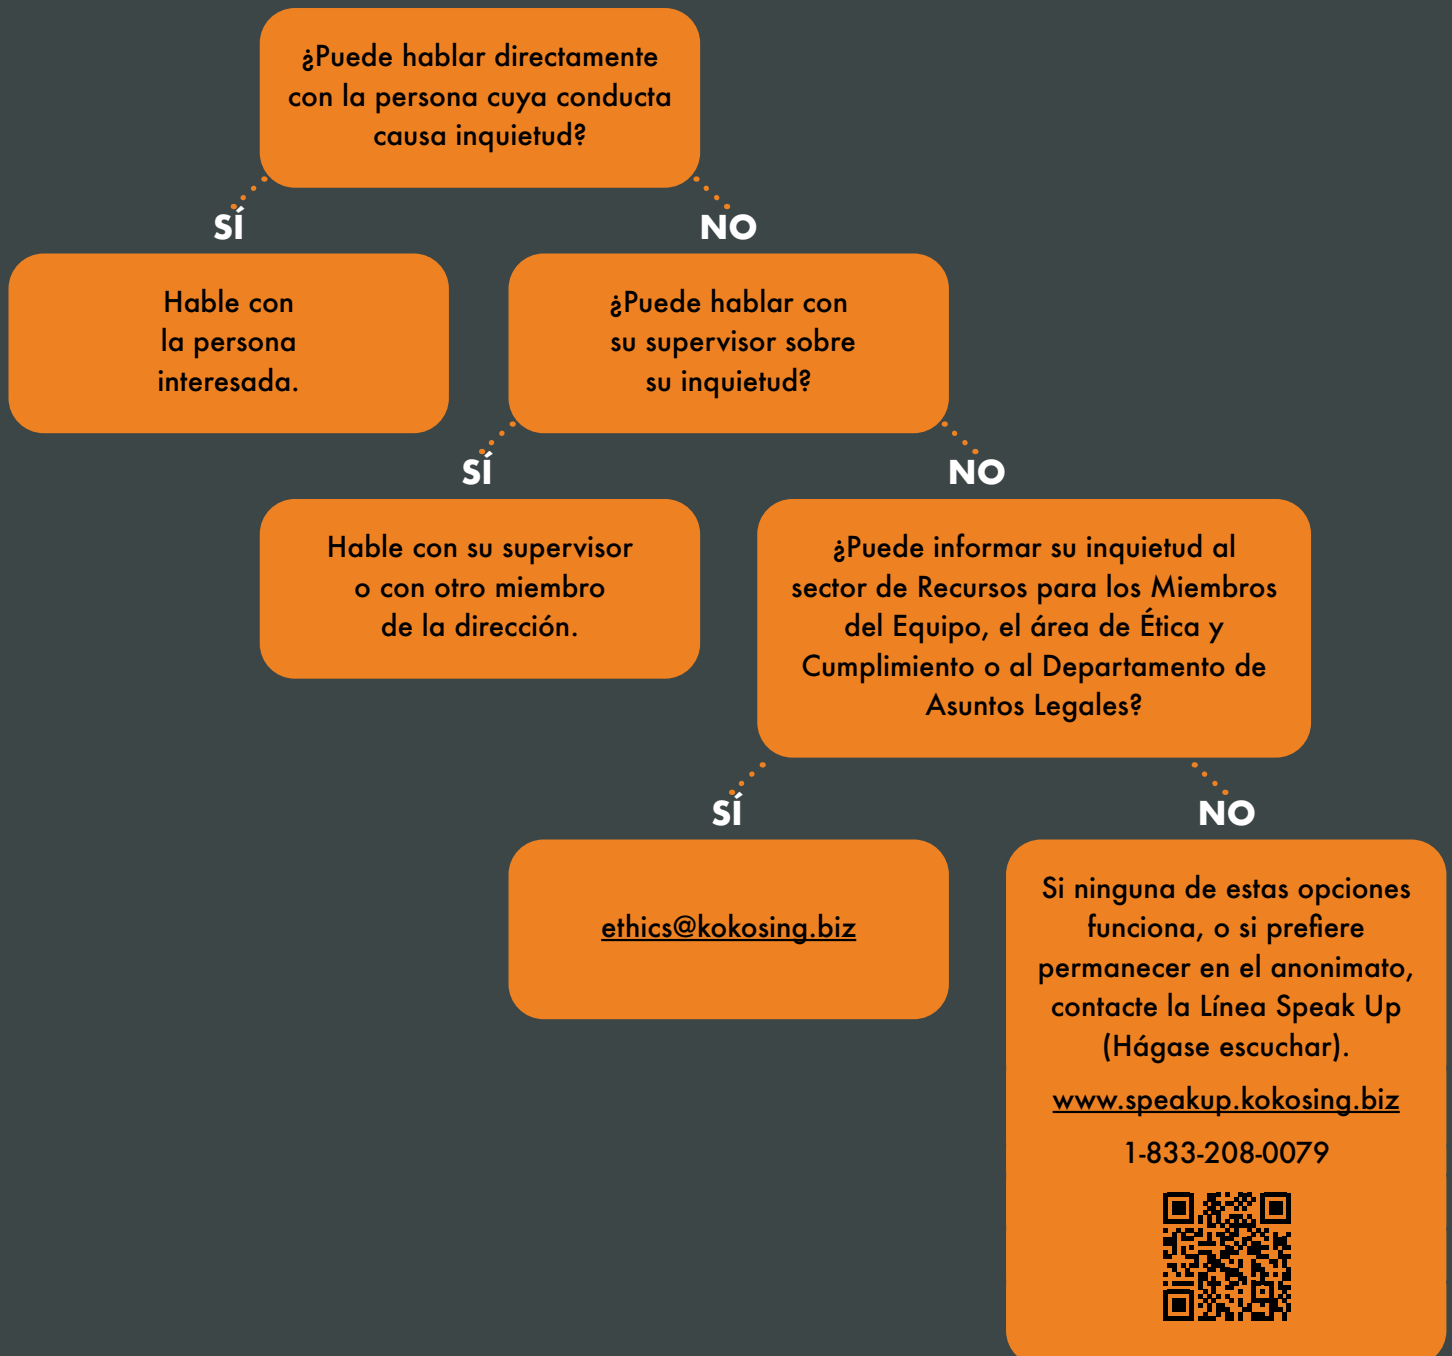 ¿Puede hablar directamente
con la persona cuya conducta
causa inquietud?
SÍ
NO
Hable con
la persona
interesada.
¿Puede hablar con
su supervisor sobre
su inquietud?
SÍ
NO
Hable con su supervisor
o con otro miembro
de la dirección.
¿Puede informar su inquietud al
sector de Recursos para los Miembros
del Equipo, el área de Ética y
Cumplimiento o al Departamento de
Asuntos Legales?
SÍ
NO
ethics@kokosing.biz
Si ninguna de estas opciones
funciona, o si prefiere
permanecer en el anonimato,
contacte la Línea Speak Up
(Hágase escuchar).
www.speakup.kokosing.biz
1-833-208-0079